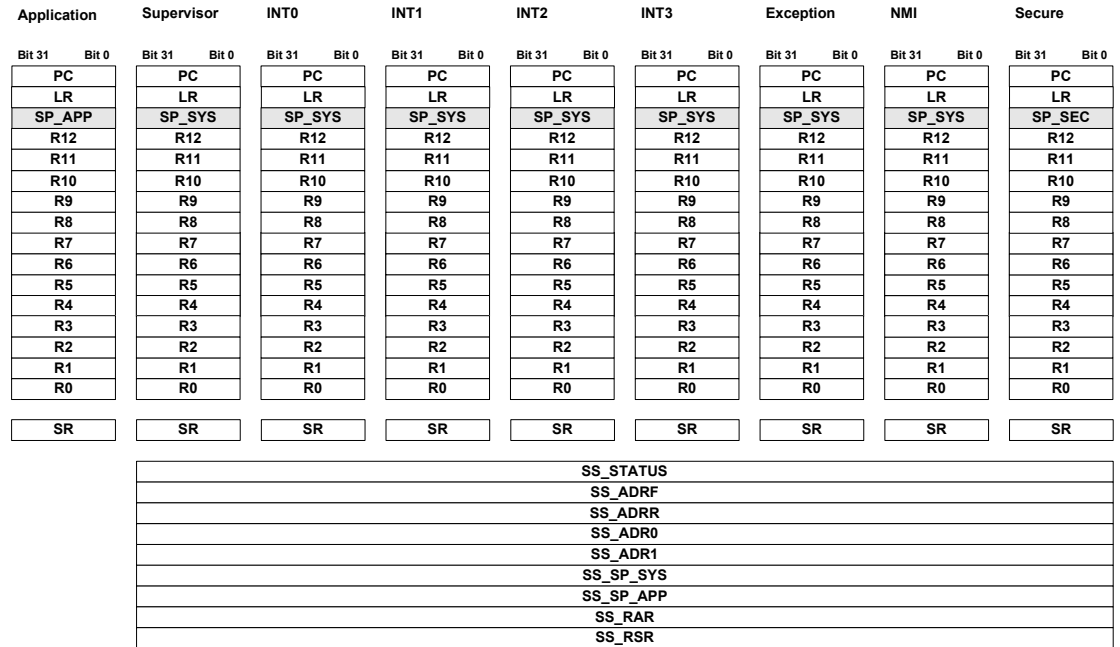 Application Supervisor INT0 INT1 INT2 INT3 Exception NMI Secure
Bit 31 Bit 0 Bit 31 Bit 0 Bit 31 Bit 0 Bit 31 Bit 0 Bit 31 Bit 0 Bit 31 Bit 0 Bit 31 Bit 0 Bit 31 Bit 0 Bit 31 Bit 0
PC PC PC PC PC PC PC PC PC
LR LR LR LR LR LR LR LR LR
SP_APP SP_SYS SP_SYS SP_SYS SP_SYS SP_SYS SP_SYS SP_SYS SP_SEC
R12 R12 R12 R12 R12 R12 R12 R12 R12
R11 R11 R11 R11 R11 R11 R11 R11 R11
R10 R10 R10 R10 R10 R10 R10 R10 R10
R9 R9 R9 R9 R9 R9 R9 R9 R9
R8 R8 R8 R8 R8 R8 R8 R8 R8
R7 R7 R7 R7 R7 R7 R7 R7 R7
R6 R6 R6 R6 R6 R6 R6 R6 R6
R5 R5 R5 R5 R5 R5 R5 R5 R5
R4 R4 R4 R4 R4 R4 R4 R4 R4
R3 R3 R3 R3 R3 R3 R3 R3 R3
R2 R2 R2 R2 R2 R2 R2 R2 R2
R1 R1 R1 R1 R1 R1 R1 R1 R1
R0 R0 R0 R0 R0 R0 R0 R0 R0
SR SR SR SR SR SR SR SR SR
SS_STATUS
SS_ADRF
SS_ADRR
SS_ADR0
SS_ADR1
SS_SP_SYS
SS_SP_APP
SS_RAR
SS_RSR